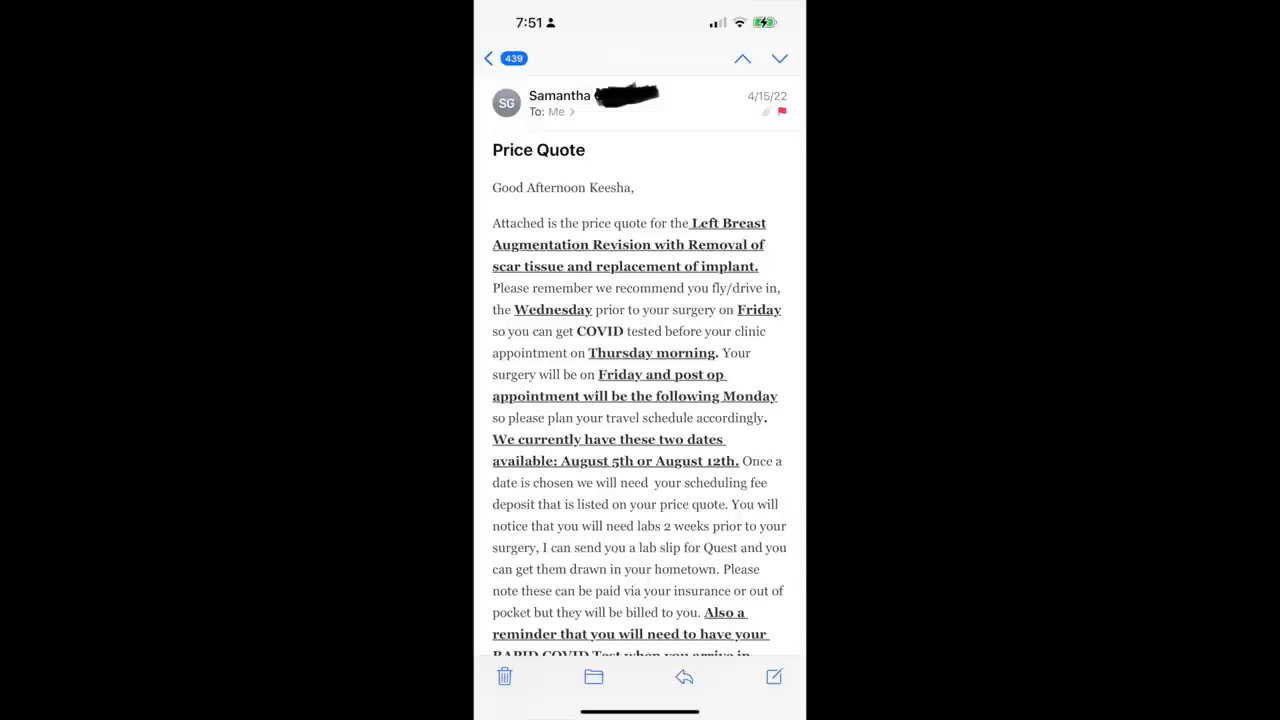 7:51
439
SG
Samantha
4/15/22
To: Me
Price Quote
Good Afternoon Keesha,
Attached is the price quote for the Left Breast
Augmentation Revision with Removal of
scar tissue and replacement of implant.
Please remember we recommend you fly/drive in,
the Wednesday prior to your surgery on Friday
so you can get COVID tested before your clinic
appointment on Thursday morning. Your
surgery will be on Friday and post op
appointment will be the following Monday
so please plan your travel schedule accordingly.
We currently have these two dates
available: August 5th or August 12th. Once a
date is chosen we will need your scheduling fee
deposit that is listed on your price quote. You will
notice that you will need labs 2 weeks prior to your
surgery, I can send you a lab slip for Quest and you
can get them drawn in your hometown. Please
note these can be paid via your insurance or out of
pocket but they will be billed to you. Also a
reminder that you will need to have your
RAPID COVID Test when you arrive in